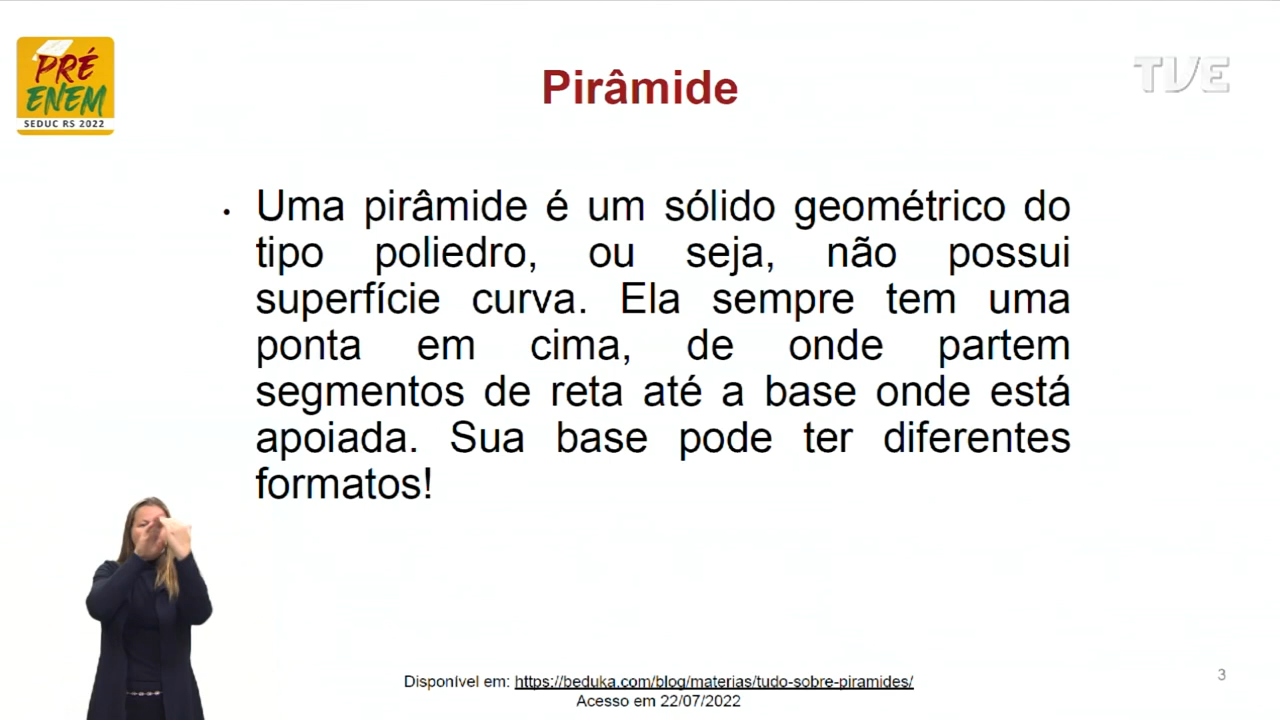 PRÉ
ENEM
SEDUC RS 2022
Pirâmide
TVE
• Uma pirâmide é um sólido geométrico do
tipo poliedro, ou seja, não possui
superfície curva. Ela sempre tem uma
ponta em cima, de onde partem
segmentos de reta até a base onde está
apoiada. Sua base pode ter diferentes
formatos!
Disponível em: https://beduka.com/blog/materias/tudo-sobre-piramides/
Acesso em 22/07/2022
3